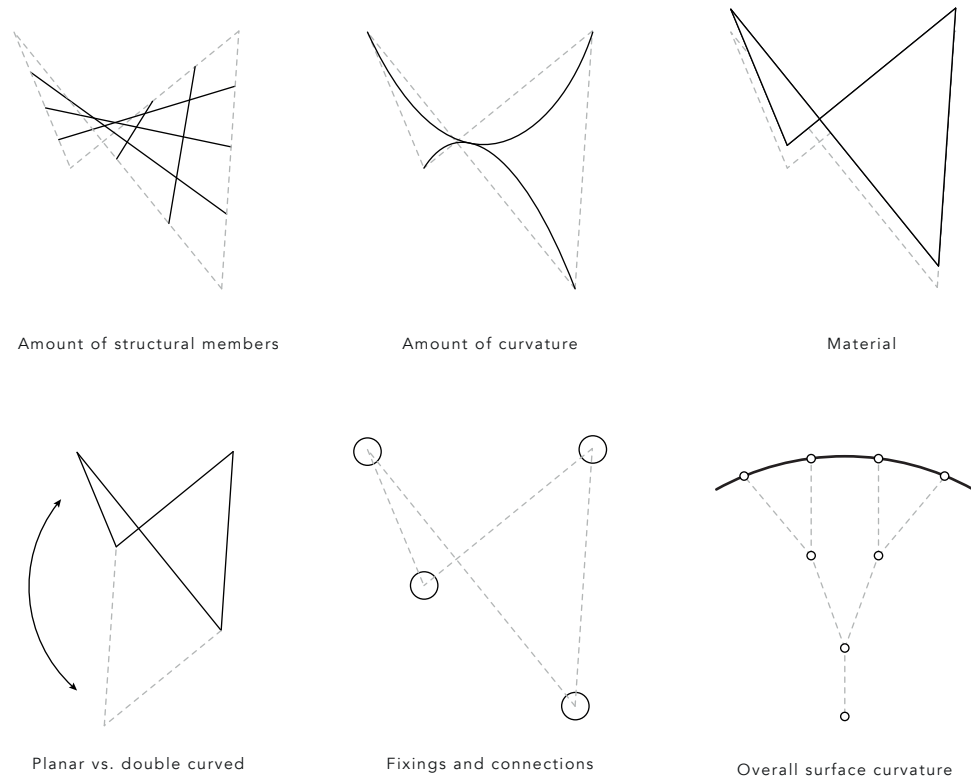 Amount of structural members
Amount of curvature
Material
Planar vs. double curved
Fixings and connections
Overall surface curvature